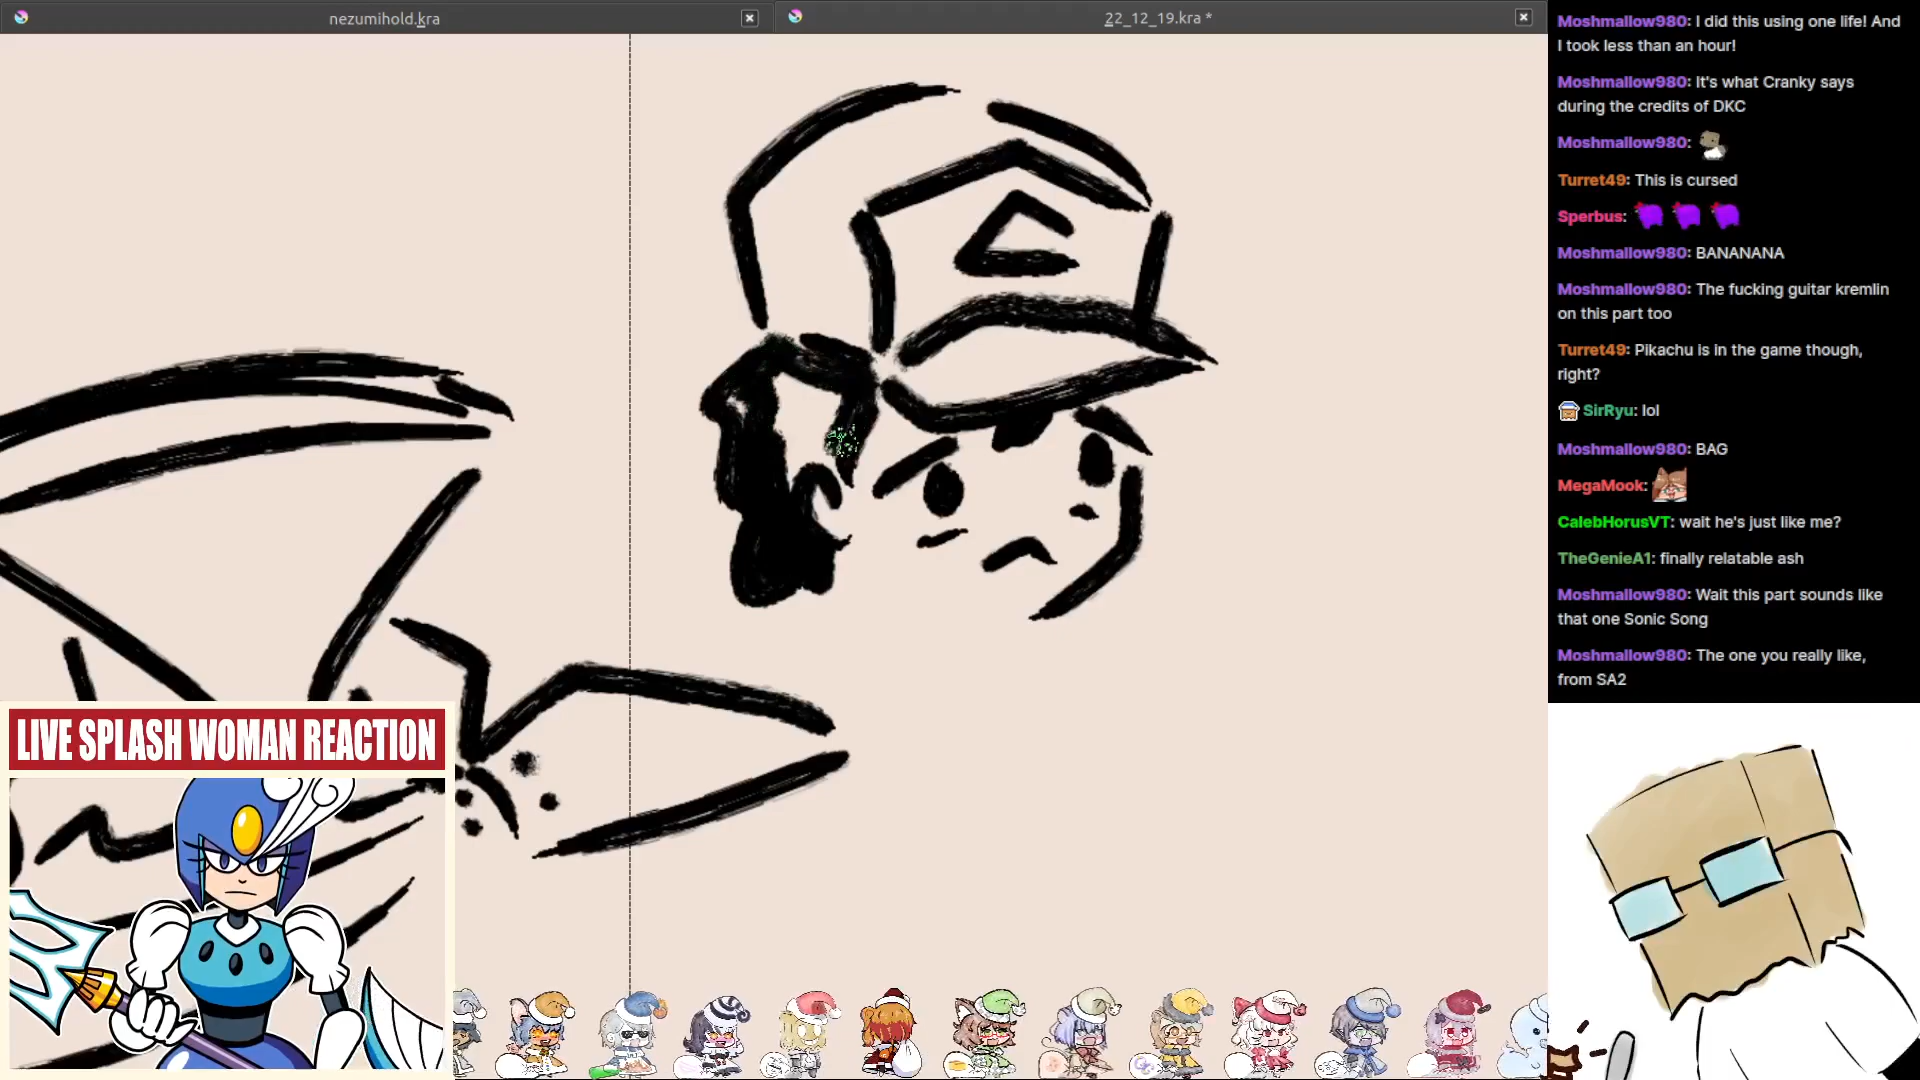 nezumihold.kra
22_12_19.kra *
Moshmallow980: I did this using one life! And
I took less than an hour!
Moshmallow980: It's what Cranky says
during the credits of DKC
Moshmallow980:
Turret49: This is cursed
Sperbus:
Moshmallow980: BANANANA
Moshmallow980: The fucking guitar kremlin
on this part too
Turret49: Pikachu is in the game though,
right?
SirRyu: lol
Moshmallow980: BAG
MegaMook:
CalebHorusVT: wait he's just like me?
TheGenieA1: finally relatable ash
Moshmallow980: Wait this part sounds like
that one Sonic Song
Moshmallow980: The one you really like,
from SA2
LIVE SPLASH WOMAN REACTION